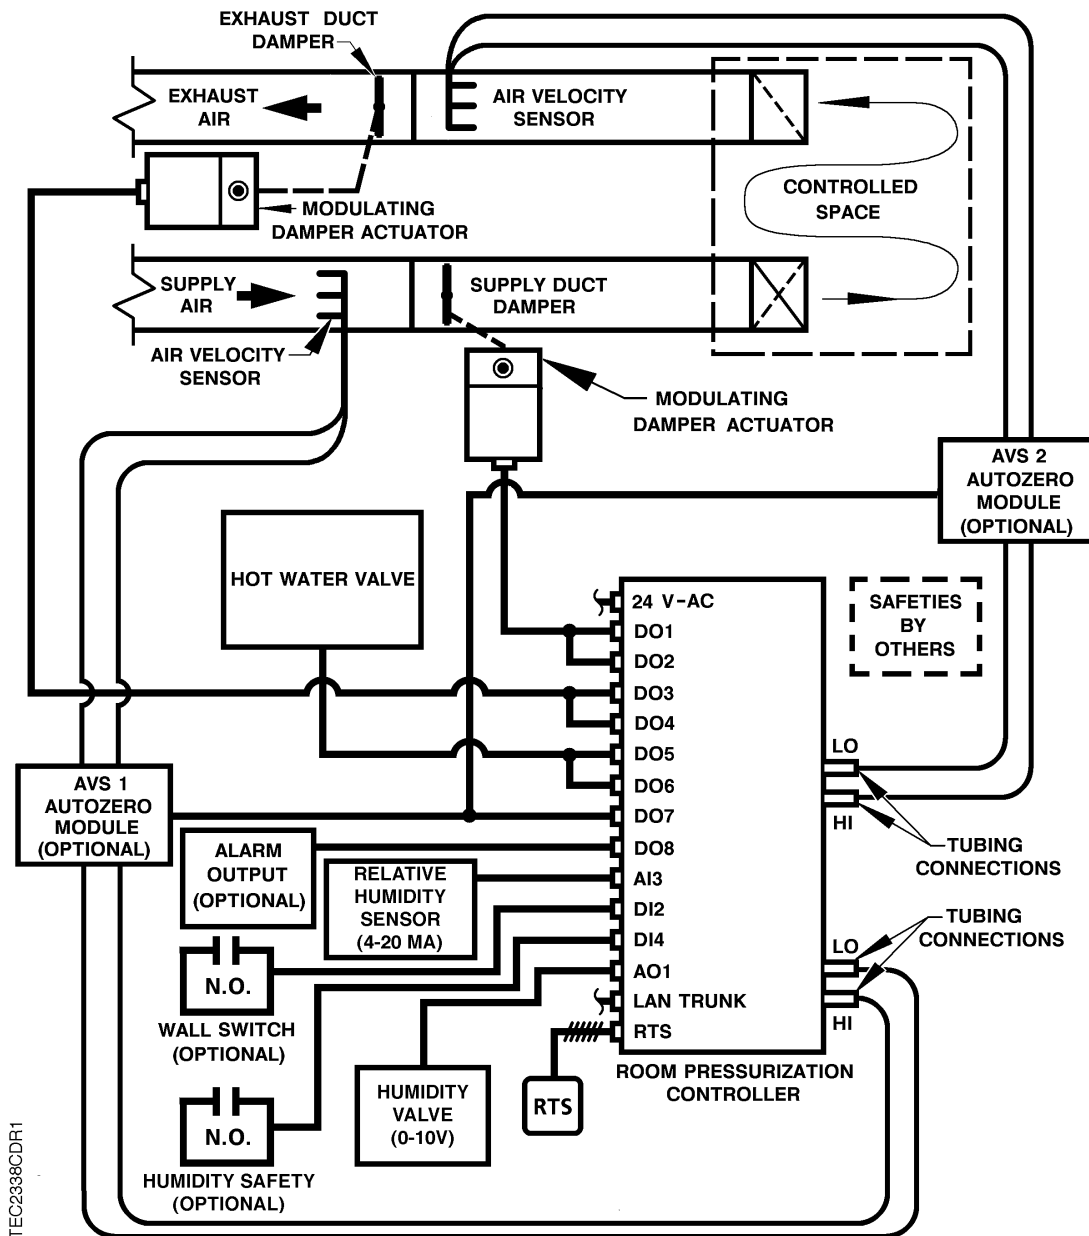 EXHAUST DUCT
DAMPER
EXHAUST
AIR
AIR VELOCITY
SENSOR
CONTROLLED
SPACE
MODULATING
DAMPER ACTUATOR
SUPPLY
AIR
SUPPLY DUCT
DAMPER
AIR VELOCITY
SENSOR
MODULATING
DAMPER ACTUATOR
AVS 2
AUTOZERO
MODULE
(OPTIONAL)
HOT WATER VALVE
SAFETIES
BY
OTHERS
24 V-AC
DO1
DO2
DO3
DO4
DO5
DO6
DO7
DO8
AI3
DI2
DI4
AO1
LAN TRUNK
RTS
LO
HI
TUBING
CONNECTIONS
LO
HI
TUBING
CONNECTIONS
AVS 1
AUTOZERO
MODULE
(OPTIONAL)
ALARM
OUTPUT
(OPTIONAL)
RELATIVE
HUMIDITY
SENSOR
(4-20 MA)
N.O.
WALL SWITCH
(OPTIONAL)
ROOM PRESSURIZATION
CONTROLLER
HUMIDITY
VALVE
(0-10V)
RTS
N.O.
HUMIDITY SAFETY
(OPTIONAL)
TEC2338CDR1